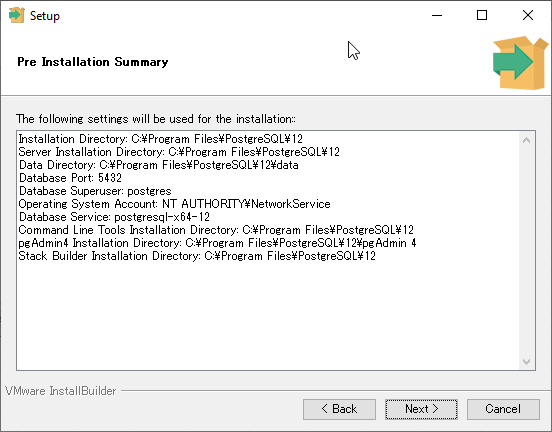 Setup
Pre Installation Summary
The following settings will be used for the installation::
Installation Directory: C:¥Program Files¥PostgreSQL¥12
Server Installation Directory: C:¥Program Files¥PostgreSQL¥12
Data Directory: C:¥Program Files¥PostgreSQL¥12¥data
Database Port: 5432
Database Superuser: postgres
Operating System Account: NT AUTHORITY¥NetworkService
Database Service: postgresql-x64-12
Command Line Tools Installation Directory: C:¥Program Files¥PostgreSQL¥12
pgAdmin4 Installation Directory: C:¥Program Files¥PostgreSQL¥12¥pgAdmin 4
Stack Builder Installation Directory: C:¥Program Files¥PostgreSQL¥12
VMware InstallBuilder
< Back
Next >
Cancel